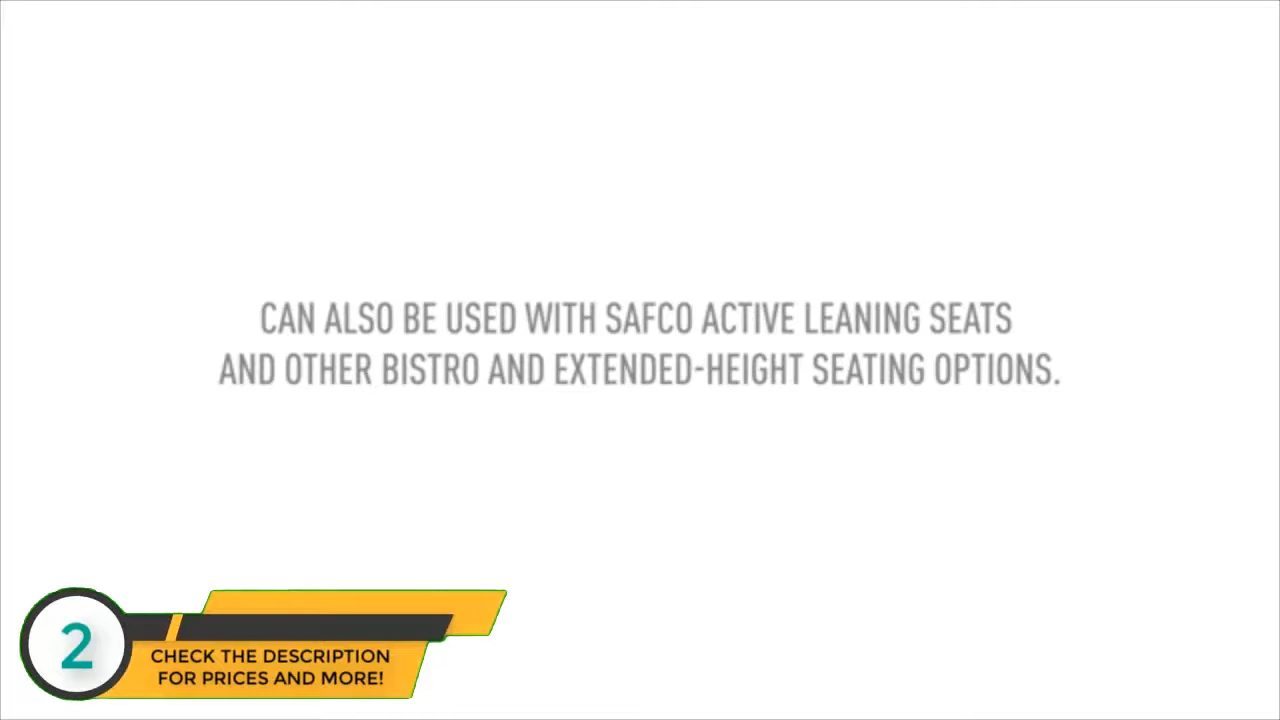 CAN ALSO BE USED WITH SAFCO ACTIVE LEANING SEATS
AND OTHER BISTRO AND EXTENDED-HEIGHT SEATING OPTIONS.
2
CHECK THE DESCRIPTION
FOR PRICES AND MORE!